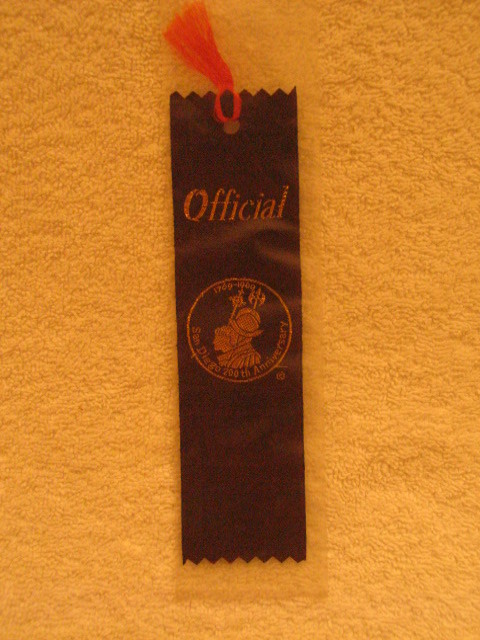 Official
1769-1969
San Diego 200th Anniversary
©